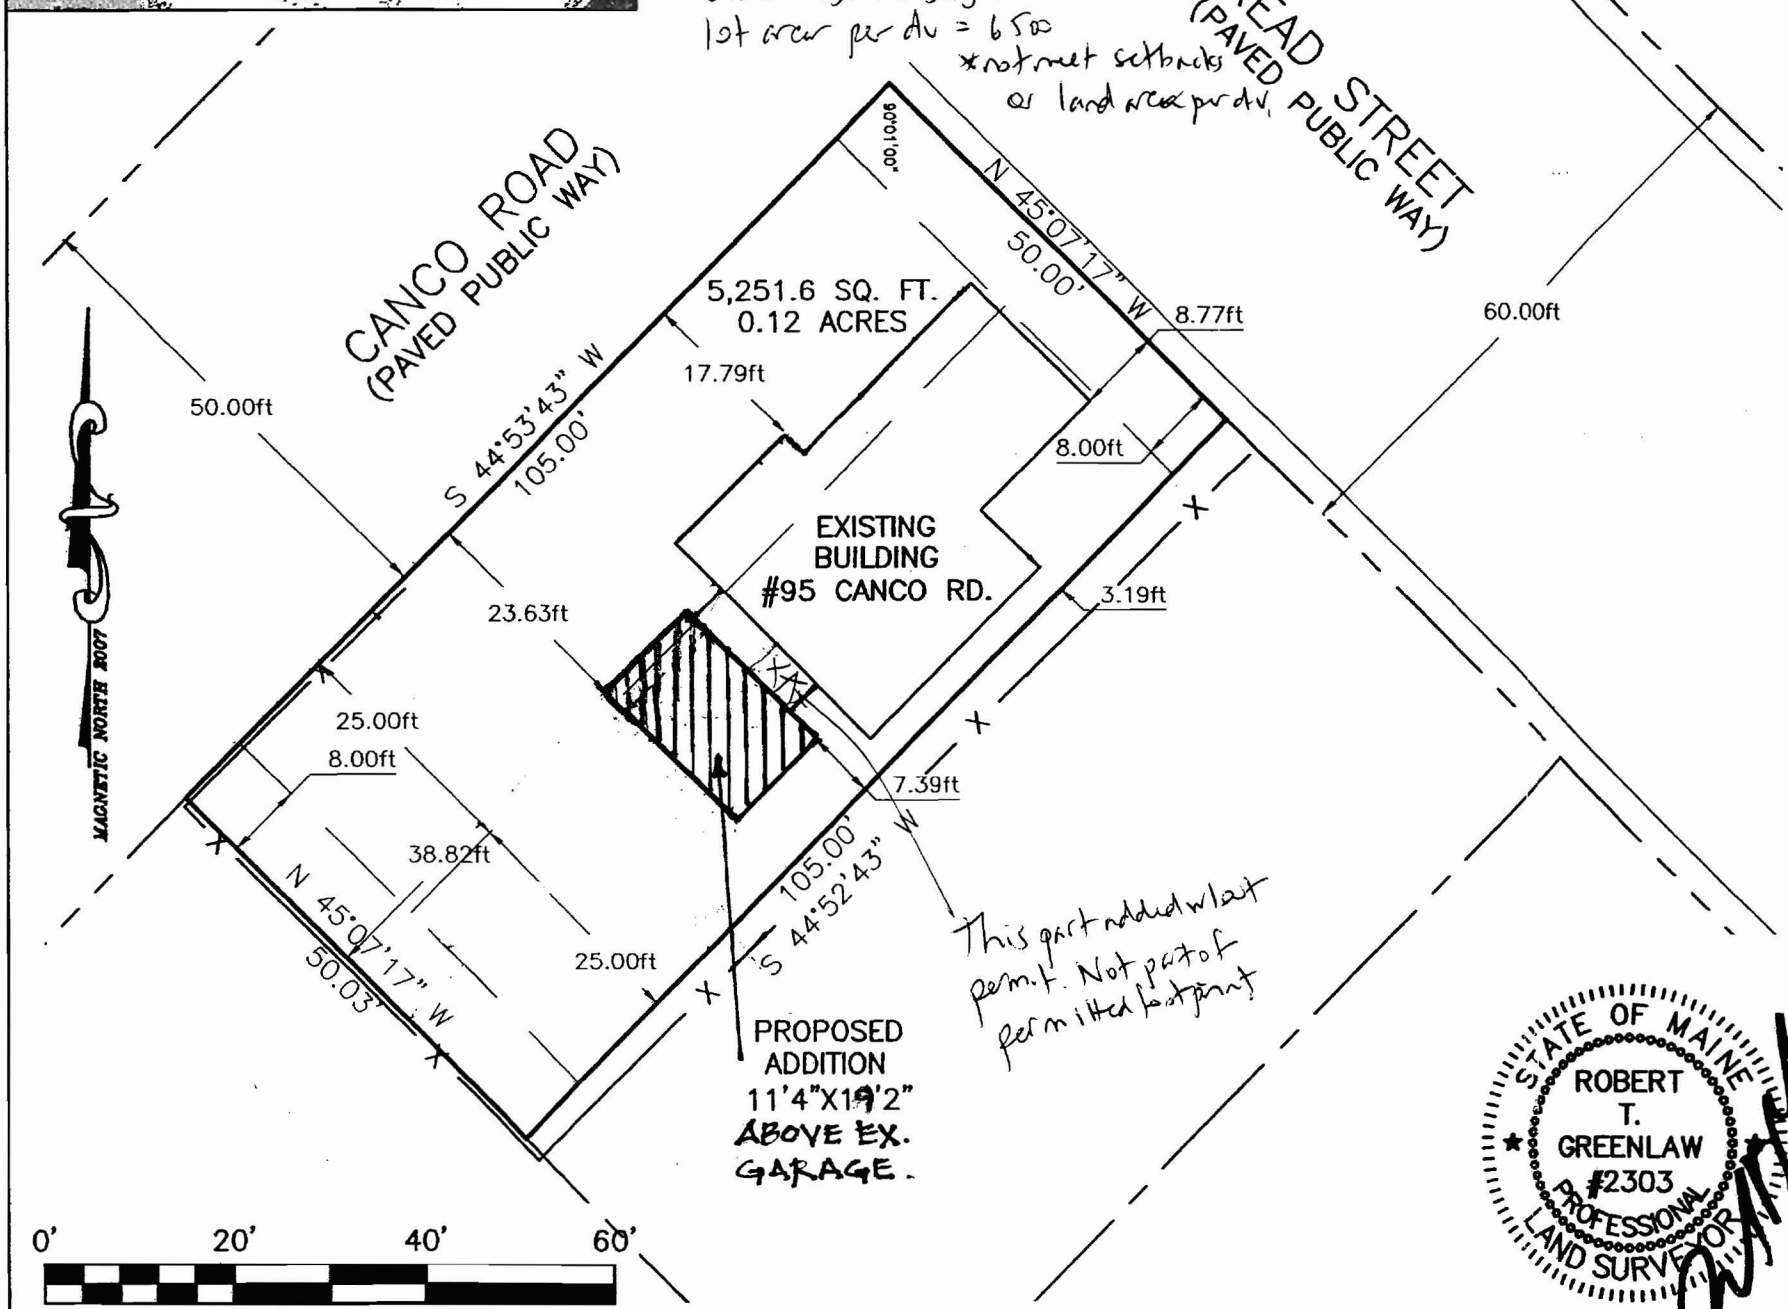 lot area per du = 6500
*not meet setbacks
or land area per du.
READ STREET
(PAVED PUBLIC WAY)
CANCO ROAD
(PAVED PUBLIC WAY)
90°01'00"
N 45°07'17" W
50.00'
5,251.6 SQ. FT.
0.12 ACRES
8.77ft
60.00ft
17.79ft
50.00ft
S 44°53'43" W
105.00'
8.00ft
EXISTING
BUILDING
#95 CANCO RD.
3.19ft
23.63ft
MAGNETIC NORTH 2007
25.00ft
8.00ft
7.39ft
38.82ft
N 45°07'17" W
50.03'
105.00'
S 44°52'43" W
25.00ft
This part added w/out
permit. Not part of
permitted footprint
PROPOSED
ADDITION
11'4"X19'2"
ABOVE EX.
GARAGE.
STATE OF MAINE
ROBERT
T.
GREENLAW
#2303
PROFESSIONAL
LAND SURVEYOR
0' 20' 40' 60'